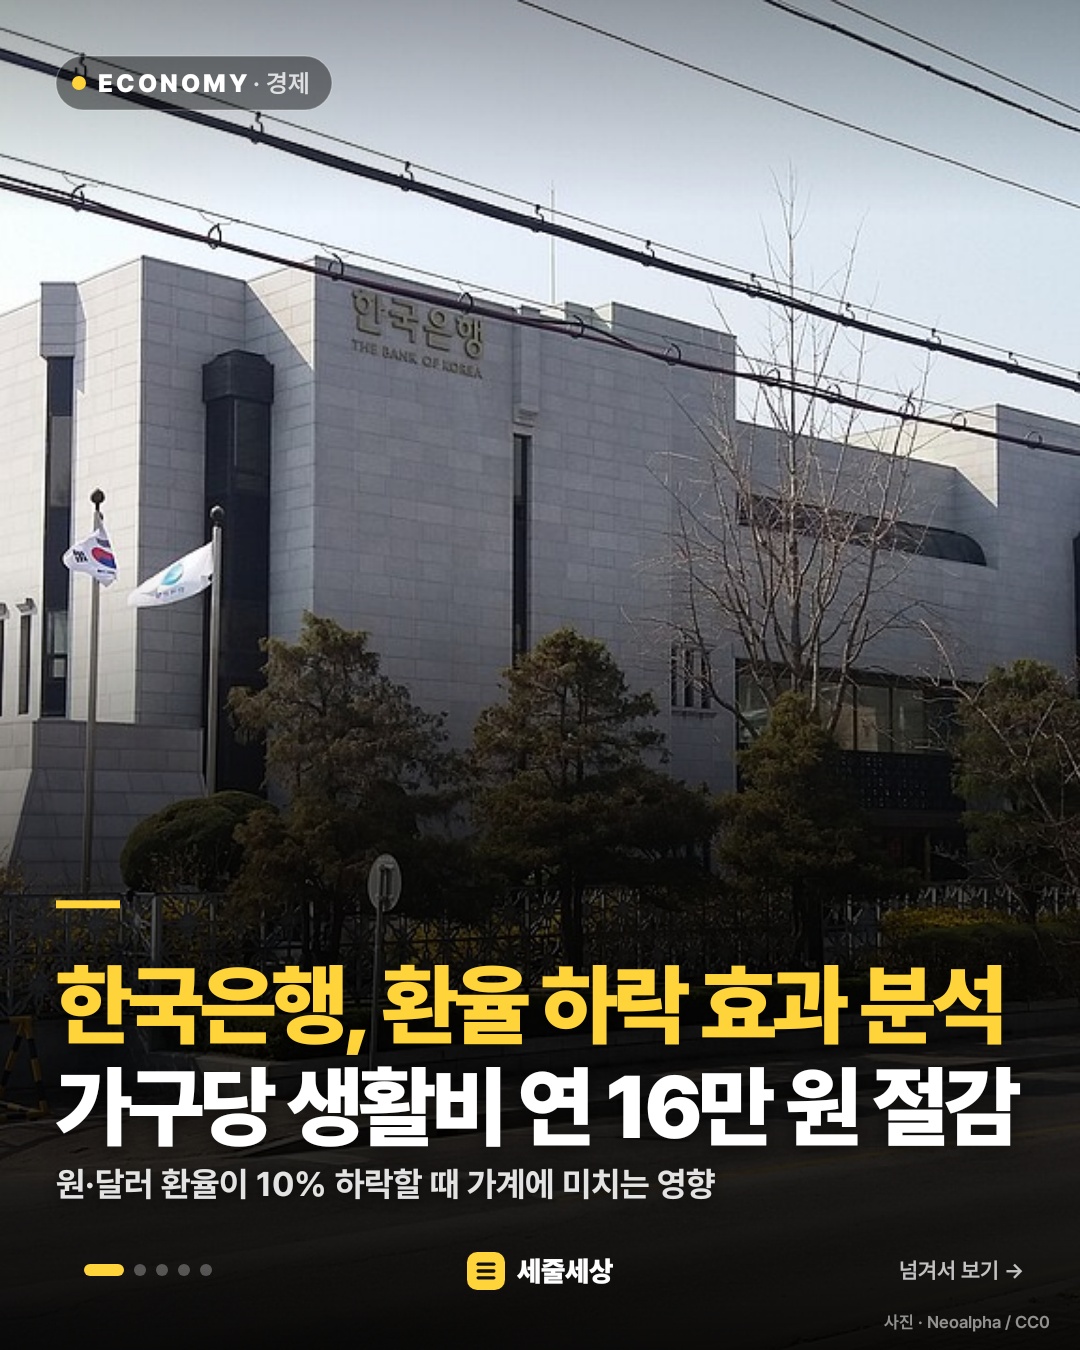 ECONOMY · 경제
한국은행
THE BANK OF KOREA
한국은행, 환율 하락 효과 분석
가구당 생활비 연 16만 원 절감
원·달러 환율이 10% 하락할 때 가계에 미치는 영향
세줄세상
넘겨서 보기 →
사진 · Neoalpha / CC0